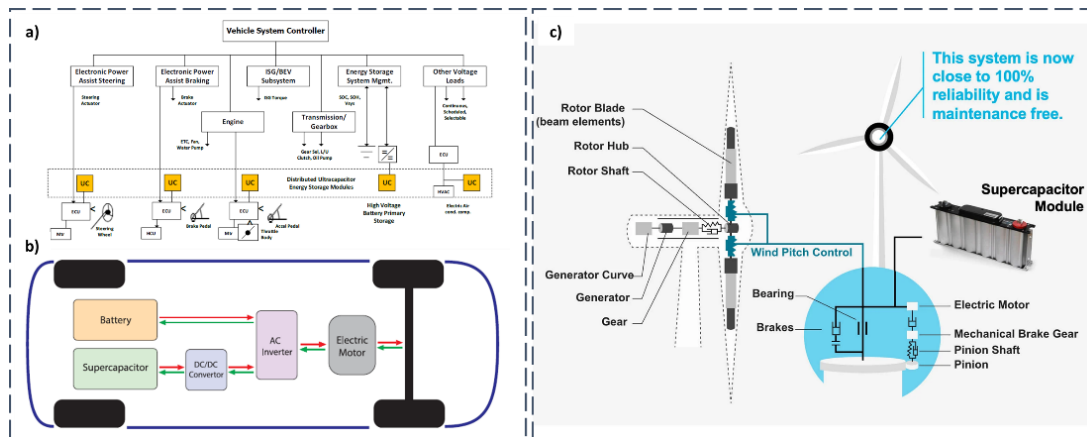 a)
Vehicle System Controller
Electronic Power
Assist Steering
Electronic Power
Assist Braking
ISG/BEV
Subsystem
Energy Storage
System Mgmt.
Other Voltage
Loads
Steering
Actuator
Brake
Actuator
Engine
Transmission/
Gearbox
Continuous,
Scheduled,
Selectable
ETC, Fan,
Water Pump
Gear Sel, L/U
Clutch, Oil Pump
ECU
Distributed Ultracapacitor
Energy Storage Modules
UC
UC
UC
UC
UC
HVAC
ECU
ECU
ECU
High Voltage
Battery Primary
Storage
Electric Air
cond. comp.
Steering
Wheel
HCU
Brake Pedal
Accel Pedal
Throttle
Body
b)
Battery
Supercapacitor
DC/DC
Convertor
AC
Inverter
Electric
Motor
c)
This system is now
close to 100%
reliability and is
maintenance free.
Rotor Blade
(beam elements)
Rotor Hub
Rotor Shaft
Supercapacitor
Module
Wind Pitch Control
Generator Curve
Generator
Gear
Bearing
Brakes
Electric Motor
Mechanical Brake Gear
Pinion Shaft
Pinion